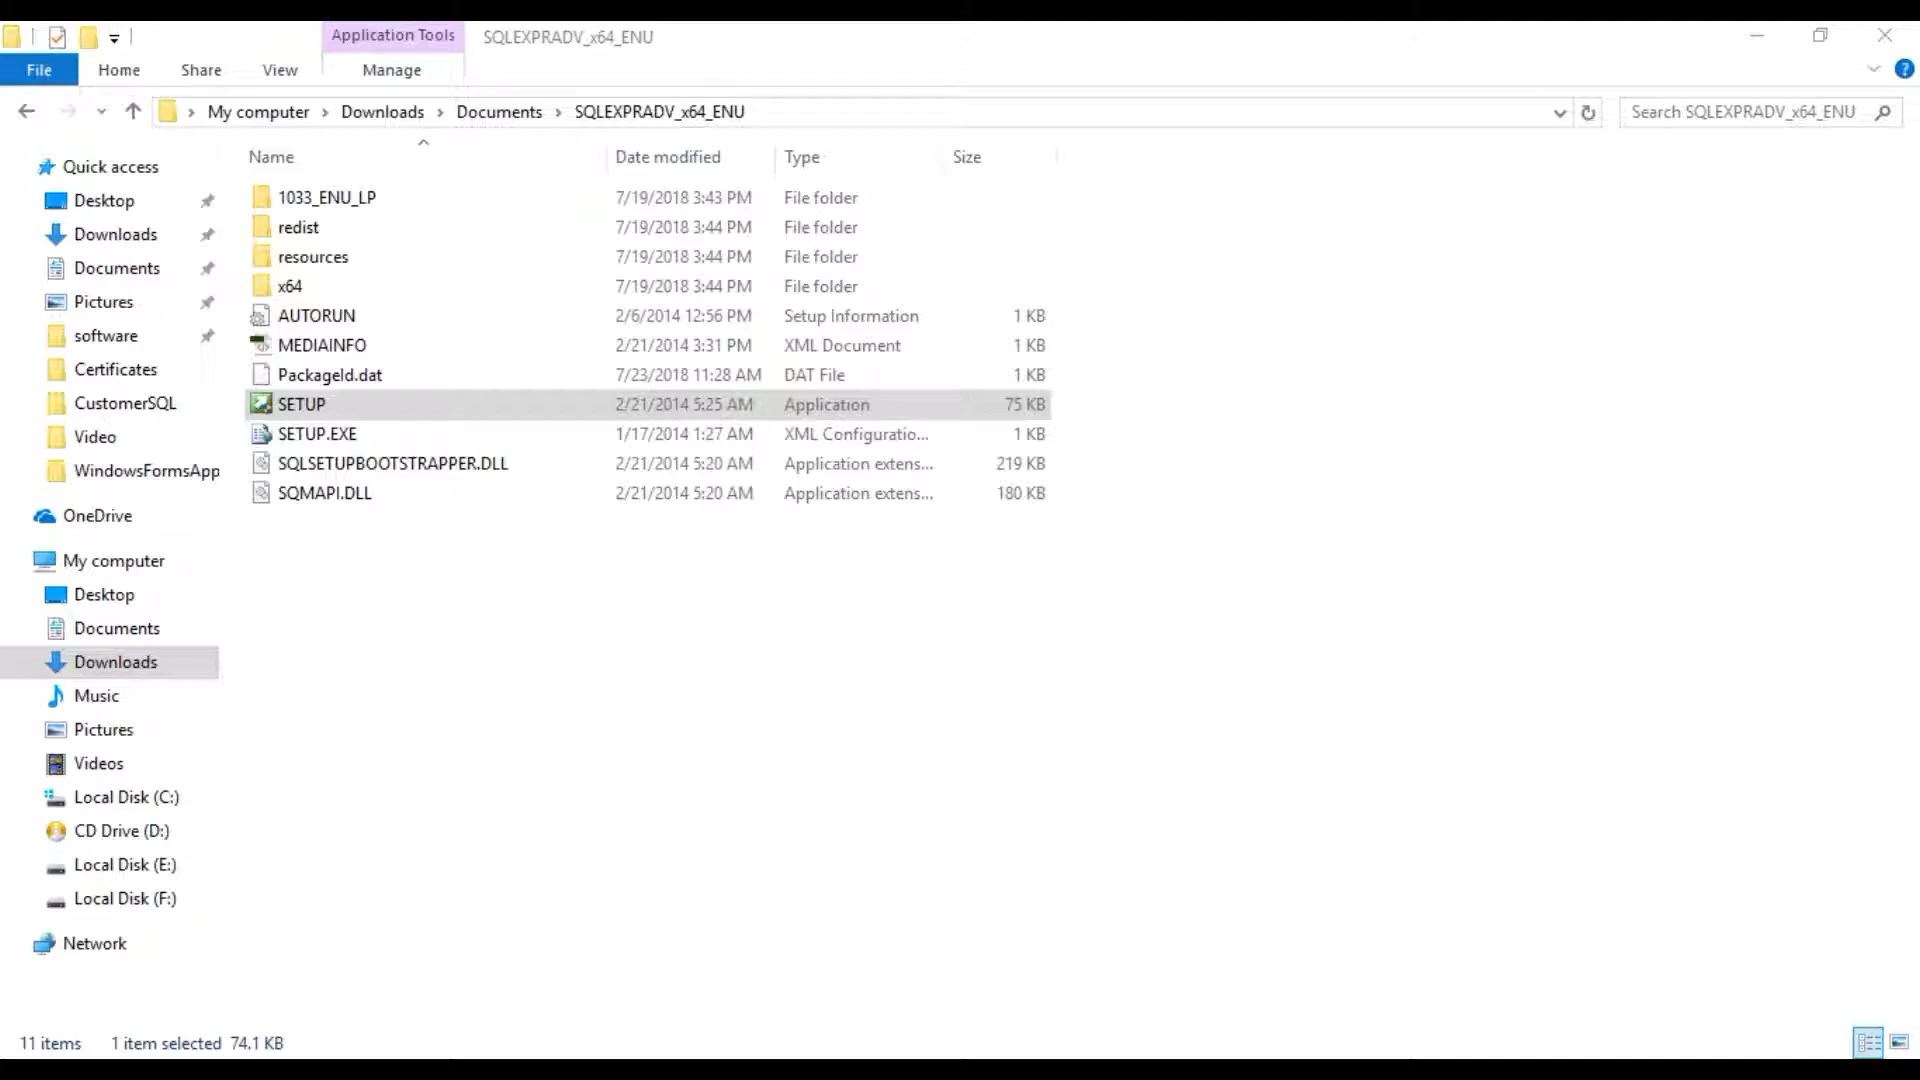 Application Tools SQLEXPRADV_x64_ENU
File Home Share View Manage ?
My computer Downloads Documents SQLEXPRADV_x64_ENU Search SQLEXPRADV_x64_ENU
Name Date modified Type Size
Quick access
Desktop
Downloads
Documents
Pictures
software
Certificates
CustomerSQL
Video
WindowsFormsApp
OneDrive
My computer
Desktop
Documents
Downloads
Music
Pictures
Videos
Local Disk (C:)
CD Drive (D:)
Local Disk (E:)
Local Disk (F:)
Network
1033_ENU_LP 7/19/2018 3:43 PM File folder
redist 7/19/2018 3:44 PM File folder
resources 7/19/2018 3:44 PM File folder
x64 7/19/2018 3:44 PM File folder
AUTORUN 2/6/2014 12:56 PM Setup Information 1 KB
MEDIAINFO 2/21/2014 3:31 PM XML Document 1 KB
PackageId.dat 7/23/2018 11:28 AM DAT File 1 KB
SETUP 2/21/2014 5:25 AM Application 75 KB
SETUP.EXE 1/17/2014 1:27 AM XML Configuratio... 1 KB
SQLSETUPBOOTSTRAPPER.DLL 2/21/2014 5:20 AM Application extens... 219 KB
SQMAPI.DLL 2/21/2014 5:20 AM Application extens... 180 KB
11 items 1 item selected 74.1 KB